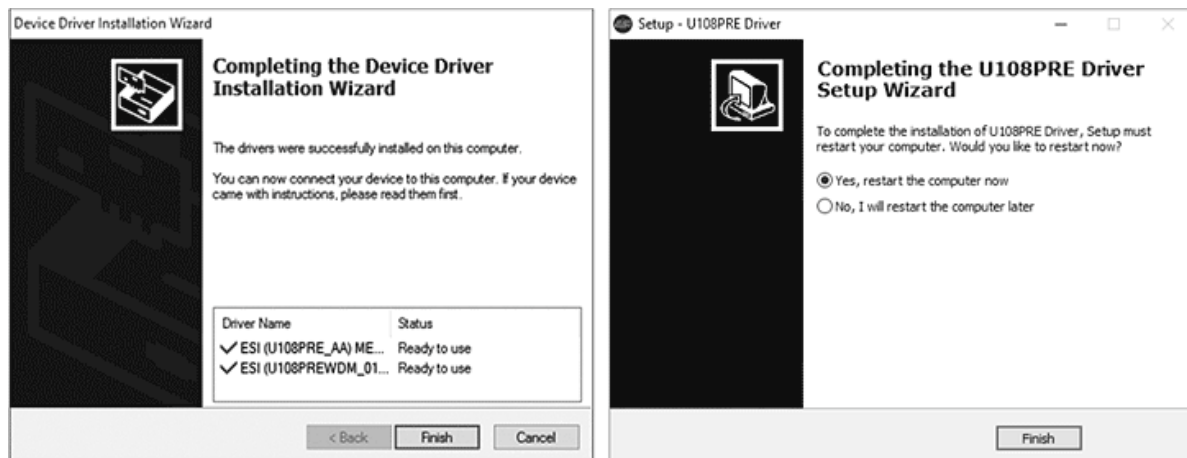 Device Driver Installation Wizard
Completing the Device Driver
Installation Wizard
The drivers were successfully installed on this computer.
You can now connect your device to this computer. If your device
came with instructions, please read them first.
Driver Name Status
ESI (U108PRE_AA) ME... Ready to use
ESI (U108PREWDM_01... Ready to use
< Back Finish Cancel
Setup - U108PRE Driver
Completing the U108PRE Driver
Setup Wizard
To complete the installation of U108PRE Driver, Setup must
restart your computer. Would you like to restart now?
Yes, restart the computer now
No, I will restart the computer later
Finish